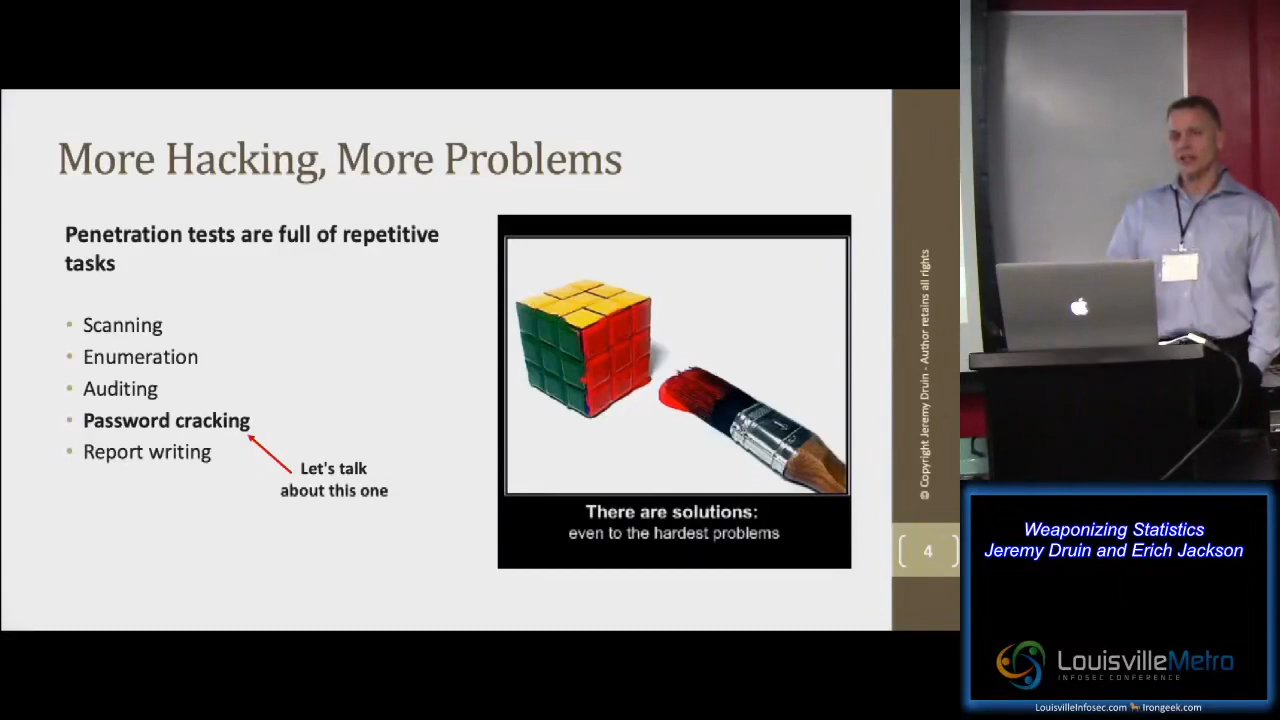 More Hacking, More Problems
Penetration tests are full of repetitive
tasks
• Scanning
• Enumeration
• Auditing
• Password cracking
• Report writing
Let's talk
about this one
There are solutions:
even to the hardest problems
© Copyright Jeremy Druin - Author retains all rights
4
Weaponizing Statistics
Jeremy Druin and Erich Jackson
LouisvilleMetro
INFOSEC CONFERENCE
LouisvilleInfosec.com Irongeek.com